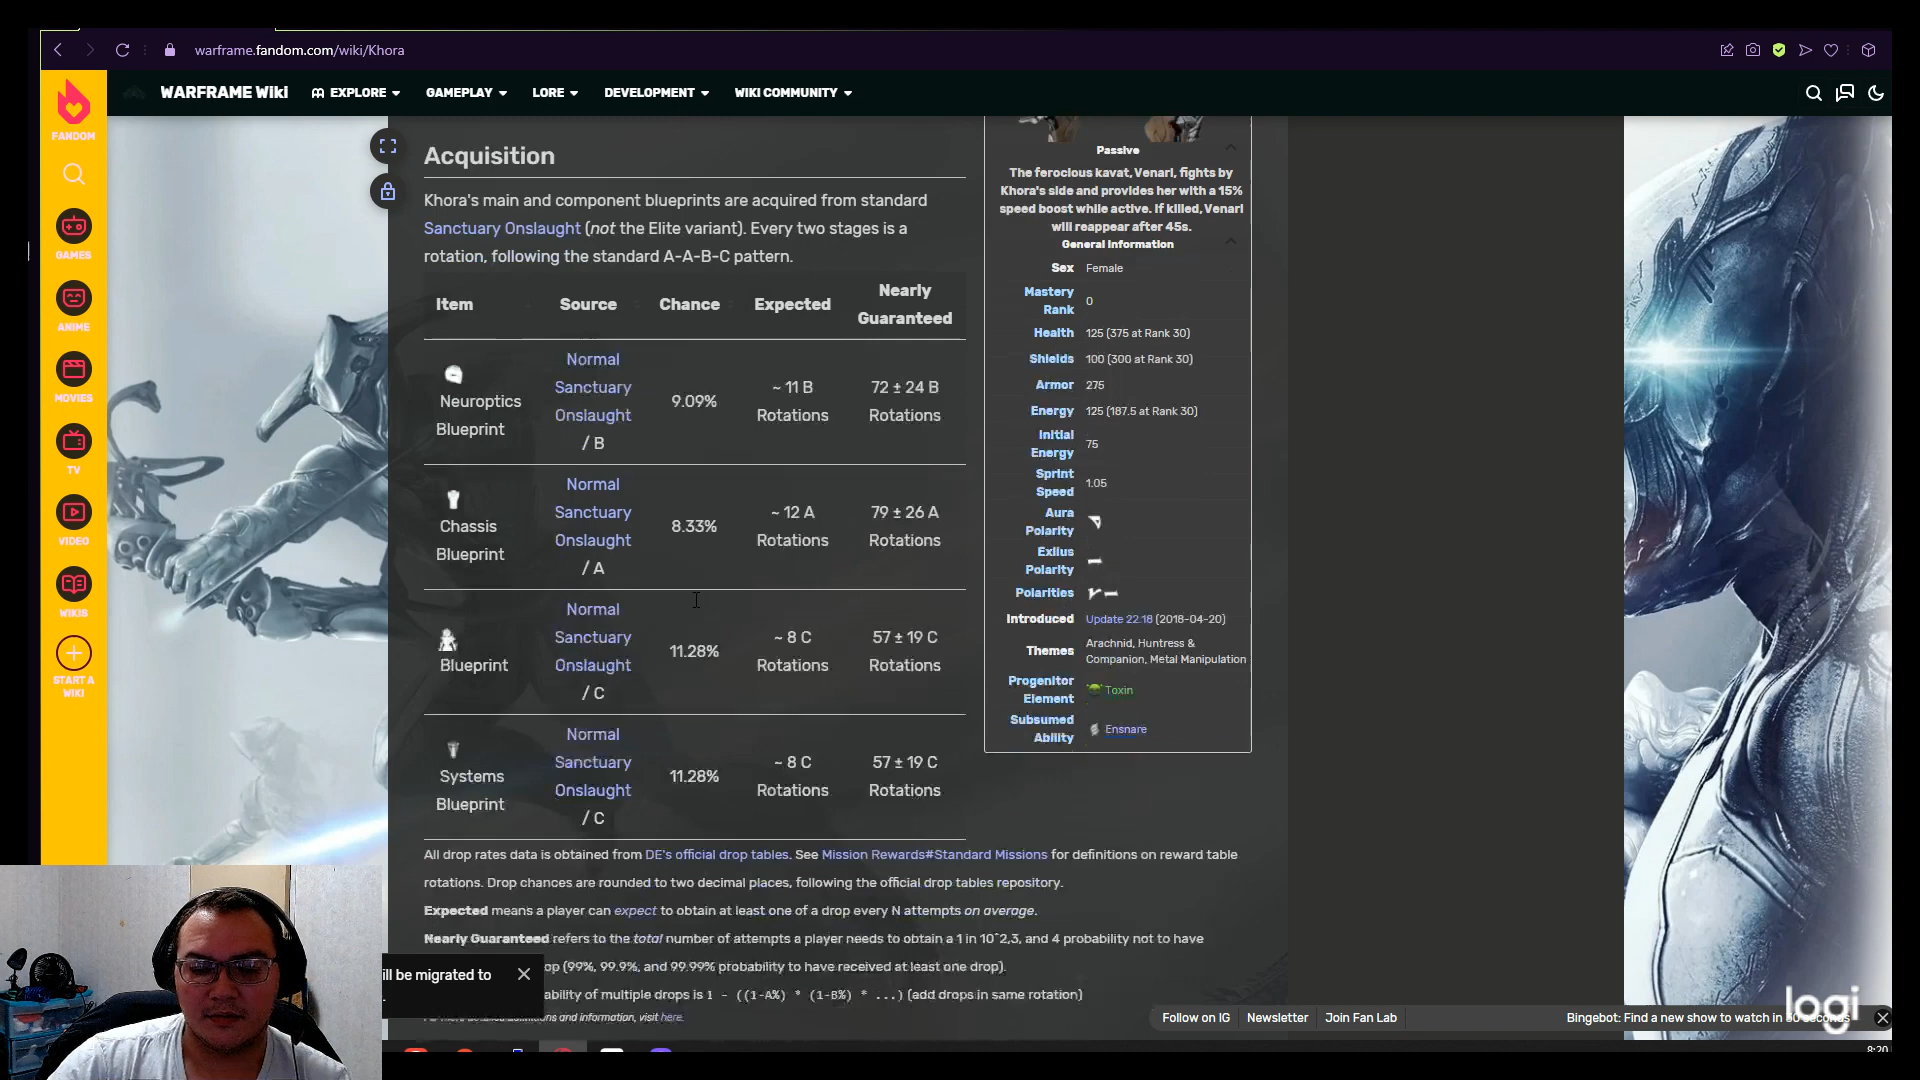 warframe.fandom.com/wiki/Khora
FANDOM
GAMES
ANIME
MOVIES
TV
VIDEO
WIKIS
START A
WIKI
WARFRAME Wiki
EXPLORE
GAMEPLAY
LORE
DEVELOPMENT
WIKI COMMUNITY
Acquisition
Khora's main and component blueprints are acquired from standard
Sanctuary Onslaught (not the Elite variant). Every two stages is a
rotation, following the standard A-A-B-C pattern.
Item Source Chance Expected Nearly
Guaranteed
Neuroptics
Blueprint
Normal
Sanctuary
Onslaught
/ B
9.09%
~ 11 B
Rotations
72 ± 24 B
Rotations
Chassis
Blueprint
Normal
Sanctuary
Onslaught
/ A
8.33%
~ 12 A
Rotations
79 ± 26 A
Rotations
Blueprint
Normal
Sanctuary
Onslaught
/ C
11.28%
~ 8 C
Rotations
57 ± 19 C
Rotations
Systems
Blueprint
Normal
Sanctuary
Onslaught
/ C
11.28%
~ 8 C
Rotations
57 ± 19 C
Rotations
All drop rates data is obtained from DE's official drop tables. See Mission Rewards#Standard Missions for definitions on reward table
rotations. Drop chances are rounded to two decimal places, following the official drop tables repository.
Expected means a player can expect to obtain at least one of a drop every N attempts on average.
Nearly Guaranteed refers to the total number of attempts a player needs to obtain a 1 in 10^2,3, and 4 probability not to have
op (99%, 99.9%, and 99.99% probability to have received at least one drop).
ability of multiple drops is 1 - ((1-A%) * (1-B%) * ...) (add drops in same rotation)
definitions and information, visit here.
Passive
The ferocious kavat, Venari, fights by
Khora's side and provides her with a 15%
speed boost while active. If killed, Venari
will reappear after 45s.
General Information
Sex Female
Mastery
Rank
0
Health 125 (375 at Rank 30)
Shields 100 (300 at Rank 30)
Armor 275
Energy 125 (187.5 at Rank 30)
Initial
Energy
75
Sprint
Speed
1.05
Aura
Polarity
Exilus
Polarity
Polarities
Introduced Update 22.18 (2018-04-20)
Themes
Arachnid, Huntress &
Companion, Metal Manipulation
Progenitor
Element
Toxin
Subsumed
Ability
Ensnare
ill be migrated to
Follow on IG
Newsletter
Join Fan Lab
Bingebot: Find a new show to watch in 30 seconds
logi
8:20